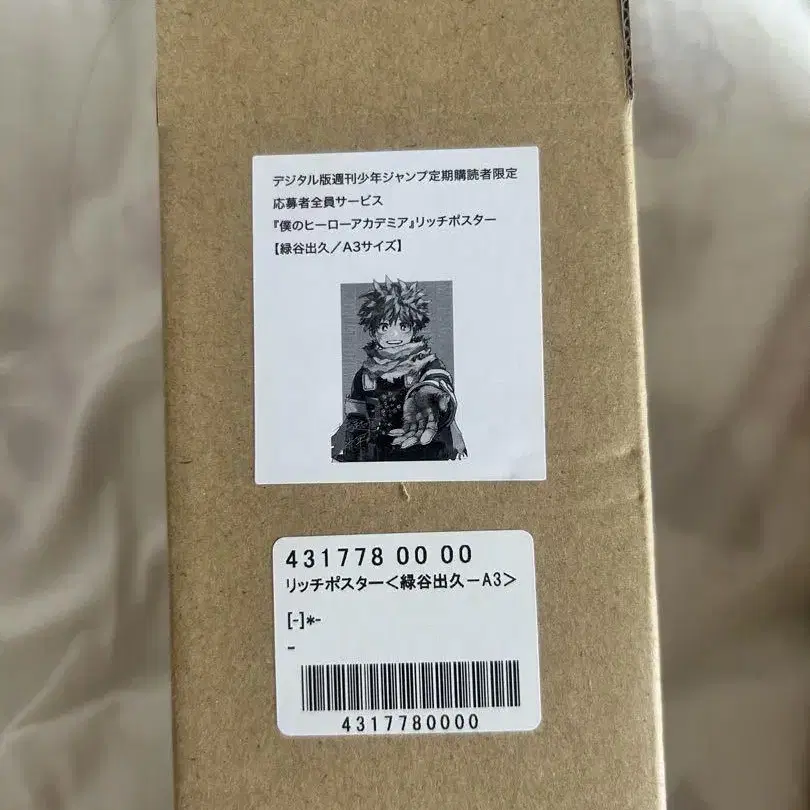 デジタル版週刊少年ジャンプ定期購読者限定
応募者全員サービス
『僕のヒーローアカデミア』リッチポスター
【緑谷出久／A3サイズ】
431778 00 00
リッチポスター＜緑谷出久－A3＞
[-]*-
-
4317780000